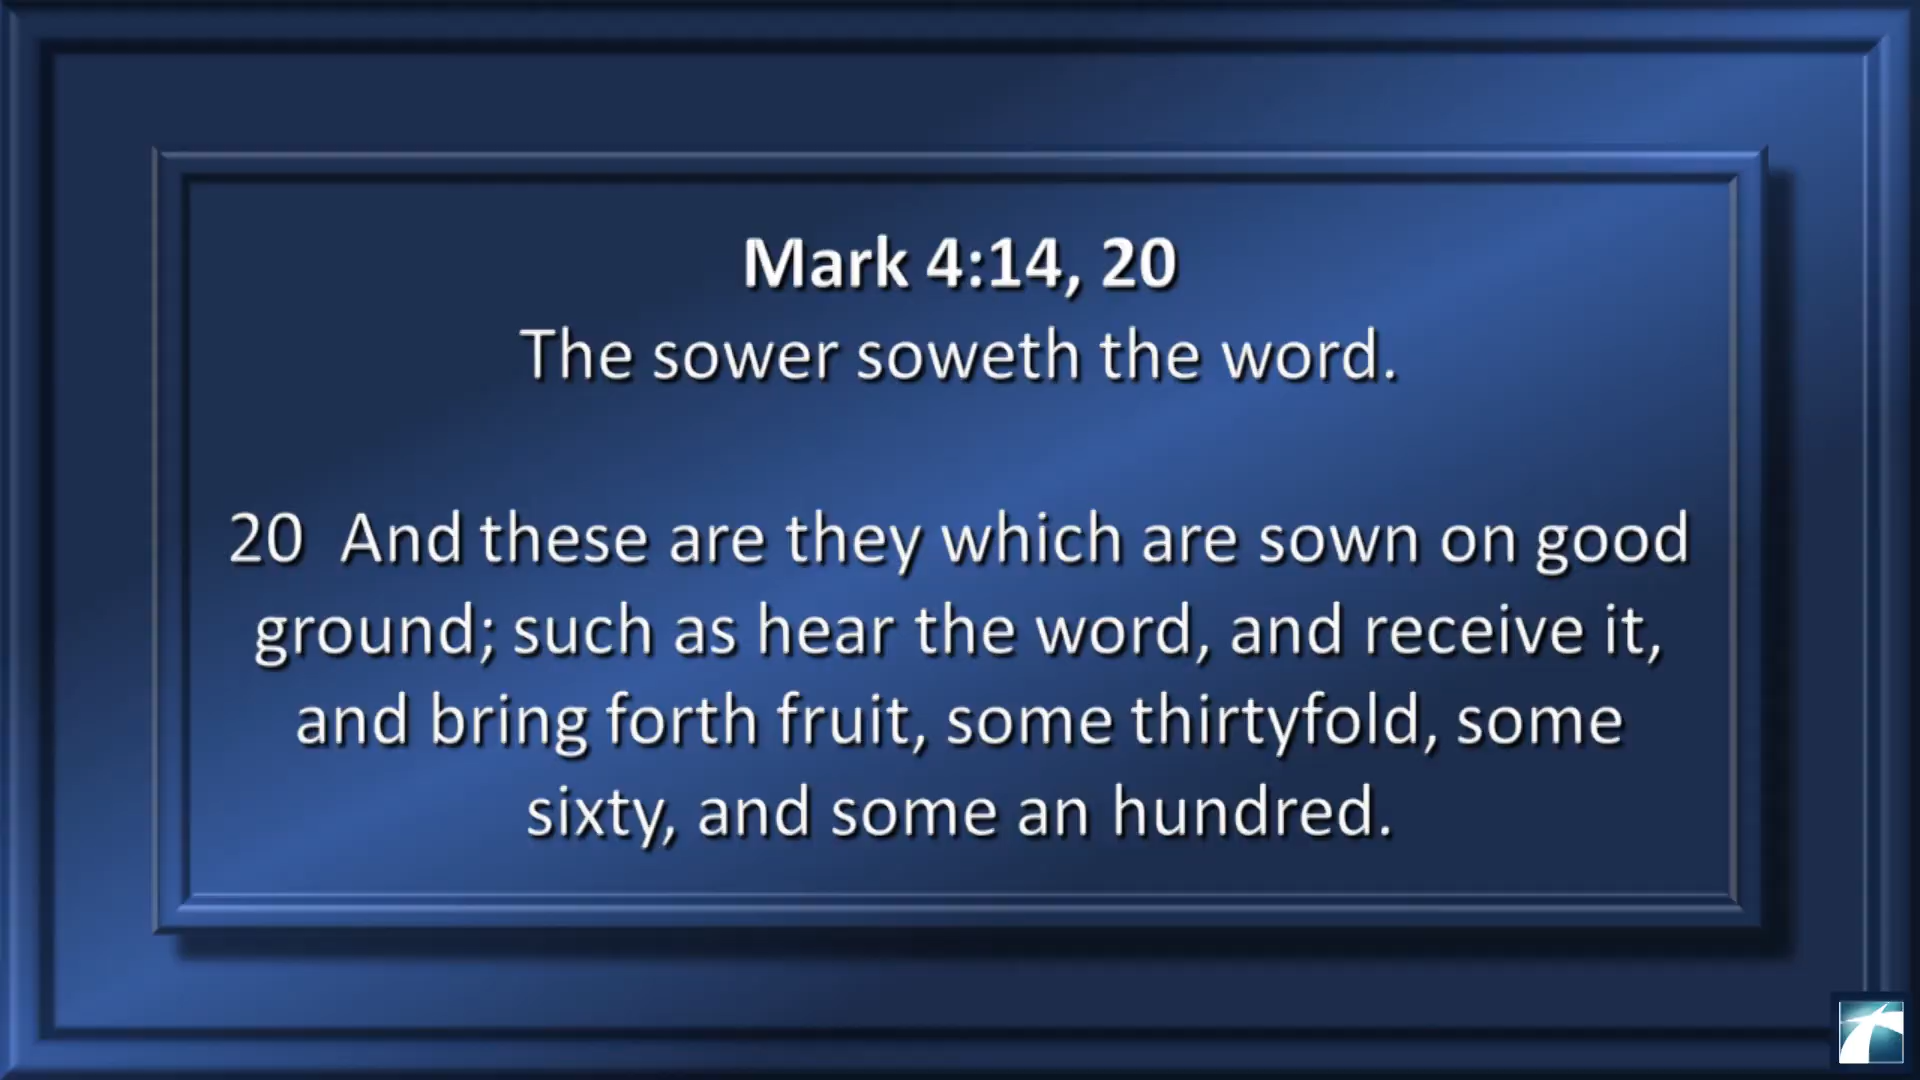 Mark 4:14, 20
The sower soweth the word.
20 And these are they which are sown on good
ground; such as hear the word, and receive it,
and bring forth fruit, some thirtyfold, some
sixty, and some an hundred.